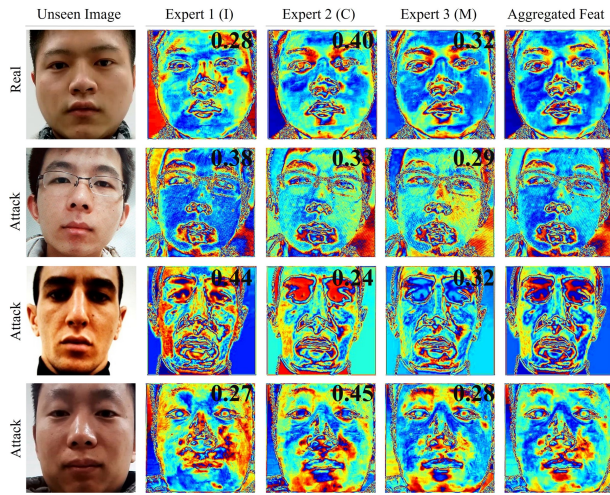 Unseen Image Expert 1 (I) Expert 2 (C) Expert 3 (M) Aggregated Feat
Real 0.28 0.40 0.32
Attack 0.38 0.33 0.29
Attack 0.44 0.24 0.32
Attack 0.27 0.45 0.28